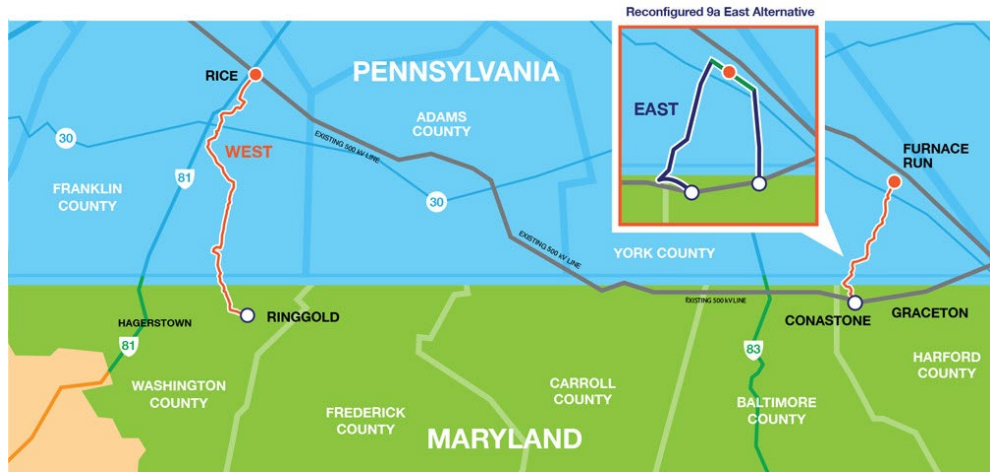 Reconfigured 9a East Alternative
RICE
PENNSYLVANIA
ADAMS
COUNTY
EAST
30
EXISTING 500 kV LINE
WEST
FURNACE
RUN
81
FRANKLIN
COUNTY
30
EXISTING 500 kV LINE
YORK COUNTY
EXISTING 500 kV LINE
RINGGOLD
HAGERSTOWN
CONASTONE
GRACETON
81
83
HARFORD
COUNTY
WASHINGTON
COUNTY
CARROLL
COUNTY
BALTIMORE
COUNTY
FREDERICK
COUNTY
MARYLAND